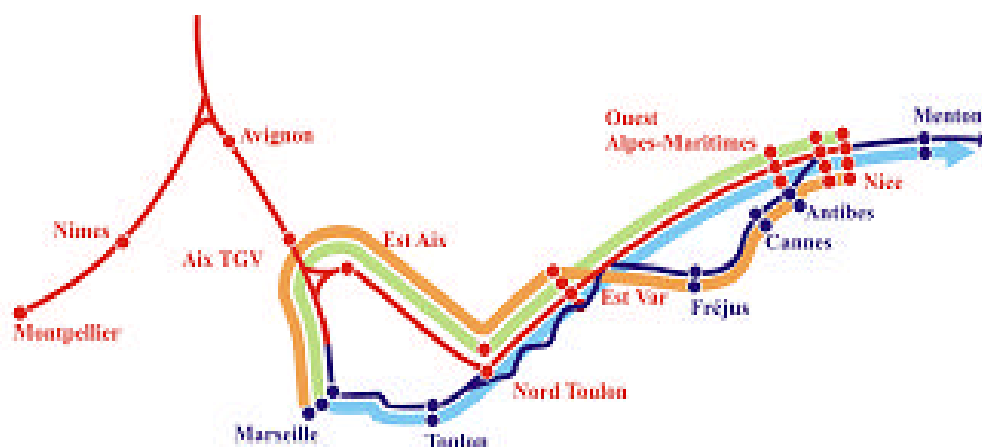 Ouest
Alpes-Maritimes
Menton
Avignon
Nice
Antibes
Nimes
Est Aix
Cannes
Aix TGV
Est Var
Fréjus
Montpellier
Nord Toulon
Marseille
Toulon